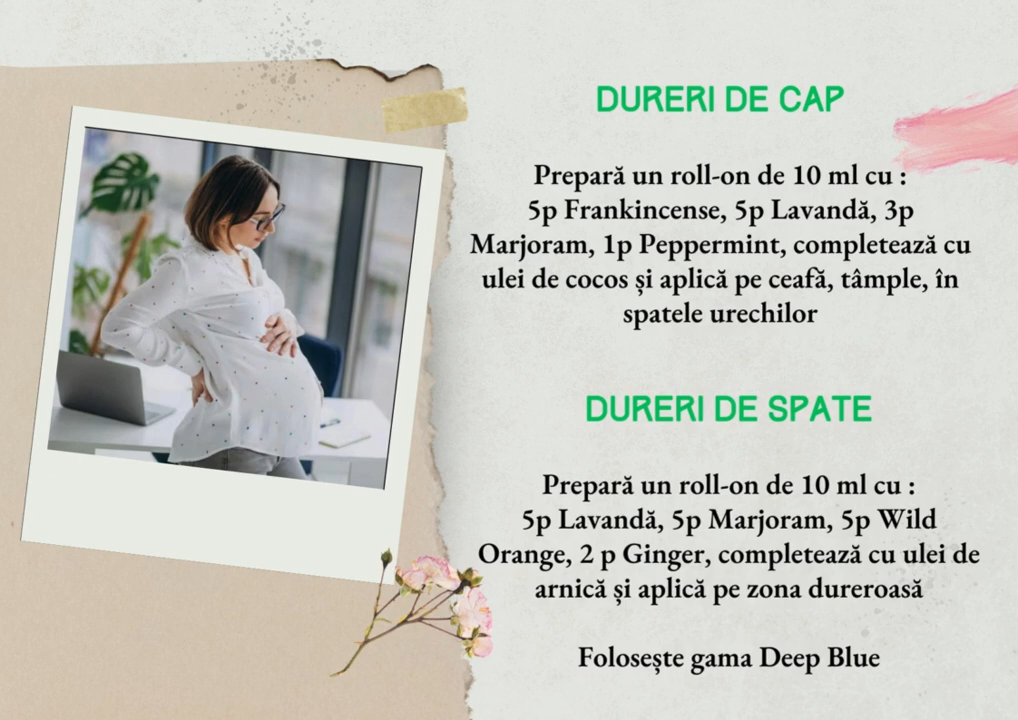 DURERI DE CAP
Prepară un roll-on de 10 ml cu :
5p Frankincense, 5p Lavandă, 3p
Marjoram, 1p Peppermint, completează cu
ulei de cocos și aplică pe ceafă, tâmple, în
spatele urechilor
DURERI DE SPATE
Prepară un roll-on de 10 ml cu :
5p Lavandă, 5p Marjoram, 5p Wild
Orange, 2 p Ginger, completează cu ulei de
arnică și aplică pe zona dureroasă
Folosește gama Deep Blue